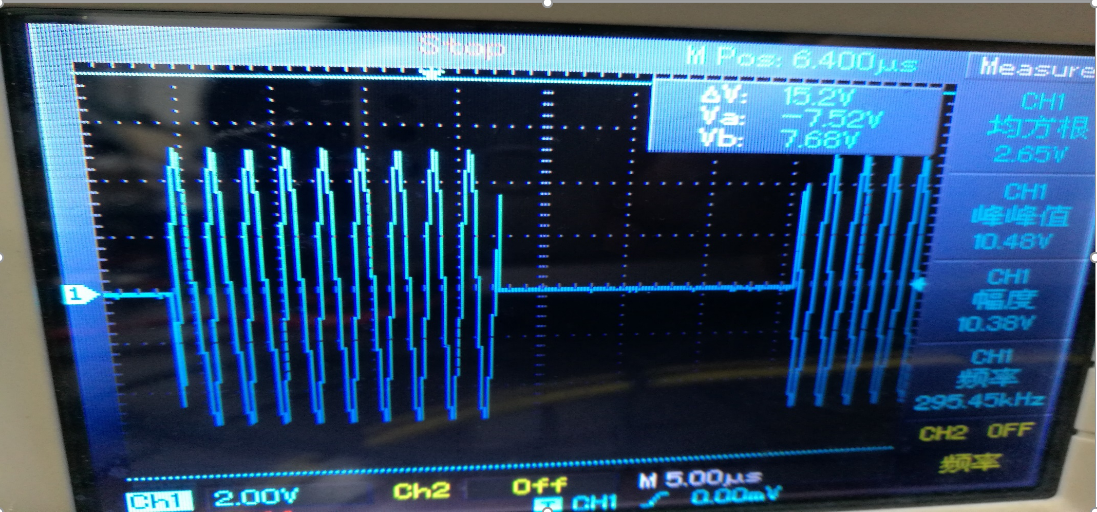 Stop
M Pos: 6.400µs
Measure
ΔV: 15.2V
Va: -7.52V
Vb: 7.68V
CH1
均方根
2.65V
CH1
峰峰值
10.48V
CH1
幅度
10.38V
CH1
频率
295.45kHz
CH2 OFF
频率
1
Ch1 2.00V
Ch2 Off
M 5.00µs
T CH1
0.00mV